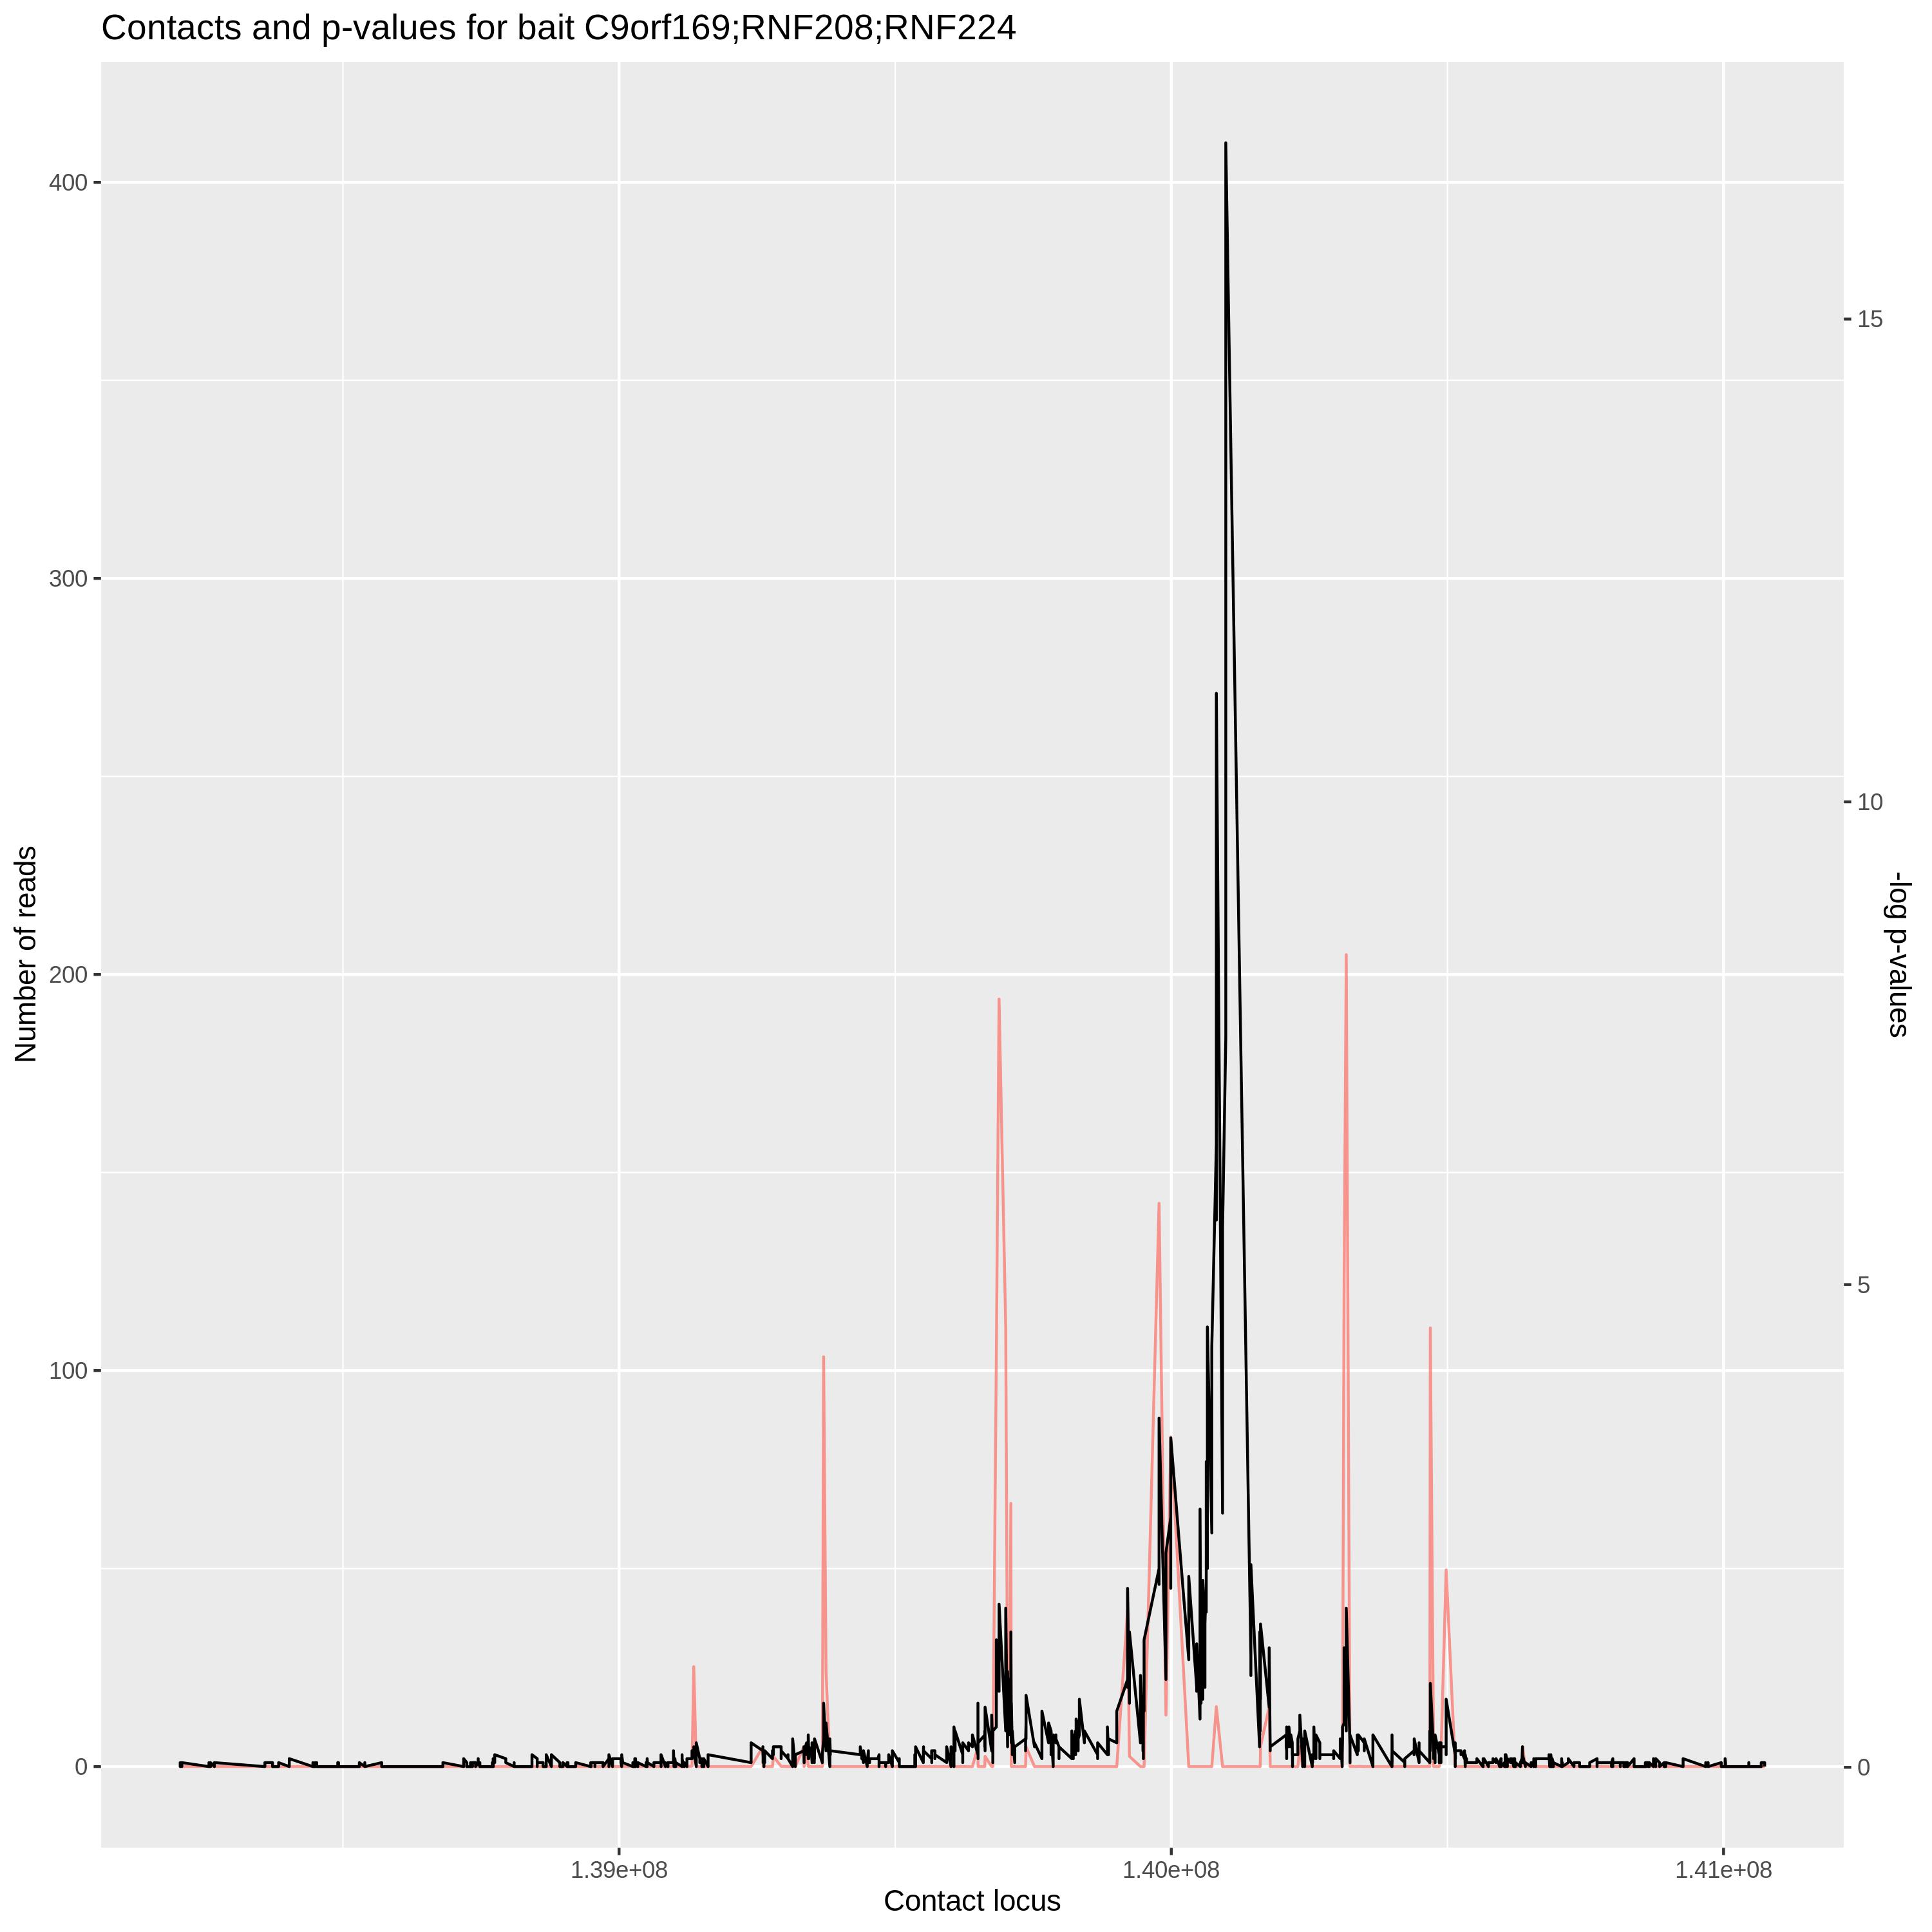 Contacts and p-values for bait C9orf169;RNF208;RNF224
400
300
200
100
0
Number of reads
15
10
5
0
-log p-values
1.39e+08
1.40e+08
1.41e+08
Contact locus